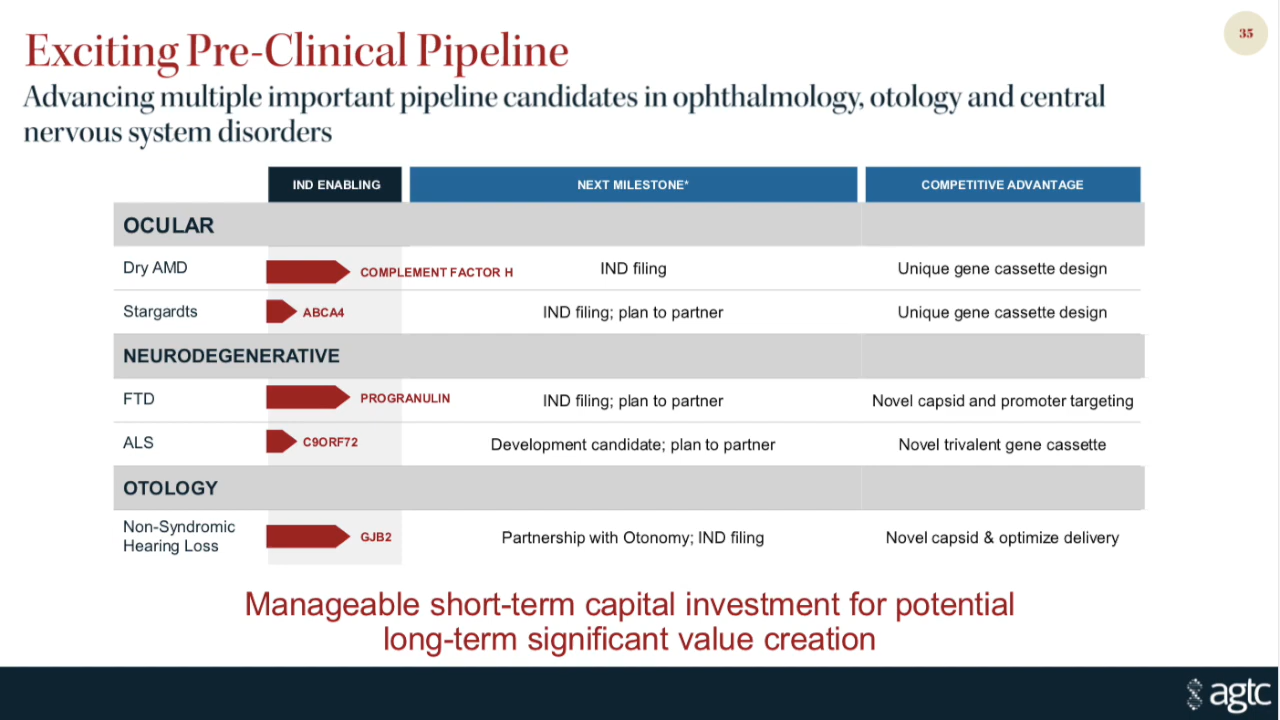 35
Exciting Pre-Clinical Pipeline
Advancing multiple important pipeline candidates in ophthalmology, otology and central
nervous system disorders
IND ENABLING NEXT MILESTONE* COMPETITIVE ADVANTAGE
OCULAR
Dry AMD COMPLEMENT FACTOR H IND filing Unique gene cassette design
Stargardts ABCA4 IND filing; plan to partner Unique gene cassette design
NEURODEGENERATIVE
FTD PROGRANULIN IND filing; plan to partner Novel capsid and promoter targeting
ALS C9ORF72 Development candidate; plan to partner Novel trivalent gene cassette
OTOLOGY
Non-Syndromic
Hearing Loss GJB2 Partnership with Otonomy; IND filing Novel capsid & optimize delivery
Manageable short-term capital investment for potential
long-term significant value creation
agtc